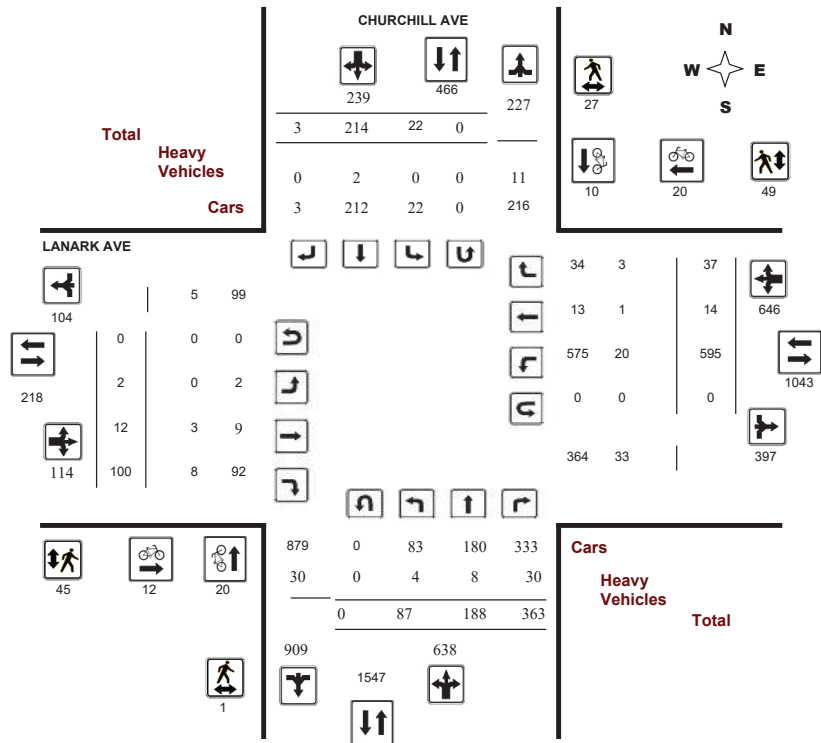 CHURCHILL AVE
N
W E
S
239
466
227
27
Total
3 214 22 0
Heavy
Vehicles
0 2 0 0 11
Cars
3 212 22 0 216
10 20 49
LANARK AVE
34 3 37
5 99
104
13 1 14 646
0 0 0
575 20 595
1043
2 0 2
218
0 0 0
12 3 9
364 33 397
114 100 8 92
879 0 83 180 333
Cars
30 0 4 8 30
Heavy
Vehicles
45 12 20
0 87 188 363
Total
909 638
1547
1